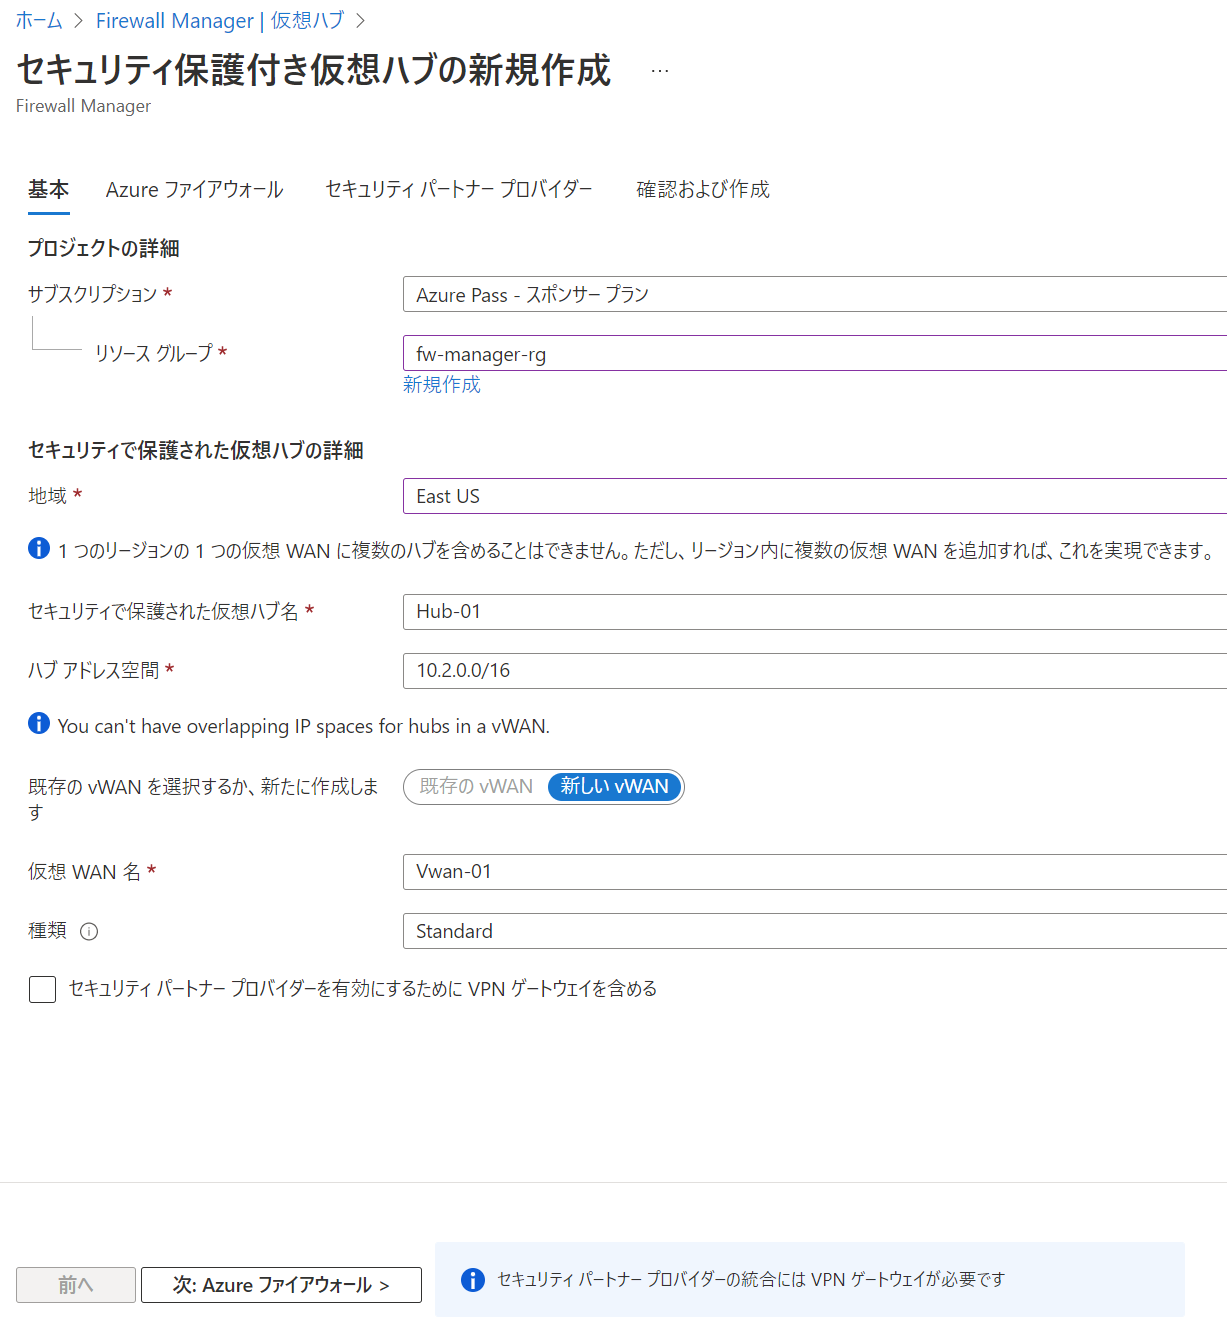 ホーム > Firewall Manager | 仮想ハブ >
セキュリティ保護付き仮想ハブの新規作成 …
Firewall Manager
基本 Azure ファイアウォール セキュリティ パートナー プロバイダー 確認および作成
プロジェクトの詳細
サブスクリプション * Azure Pass - スポンサー プラン
リソース グループ * fw-manager-rg
新規作成
セキュリティで保護された仮想ハブの詳細
地域 * East US
1 つのリージョンの 1 つの仮想 WAN に複数のハブを含めることはできません。ただし、リージョン内に複数の仮想 WAN を追加すれば、これを実現できます。
セキュリティで保護された仮想ハブ名 * Hub-01
ハブ アドレス空間 * 10.2.0.0/16
You can't have overlapping IP spaces for hubs in a vWAN.
既存の vWAN を選択するか、新たに作成しま 既存の vWAN 新しい vWAN
す
仮想 WAN 名 * Vwan-01
種類 Standard
セキュリティ パートナー プロバイダーを有効にするために VPN ゲートウェイを含める
前へ 次: Azure ファイアウォール > セキュリティ パートナー プロバイダーの統合には VPN ゲートウェイが必要です